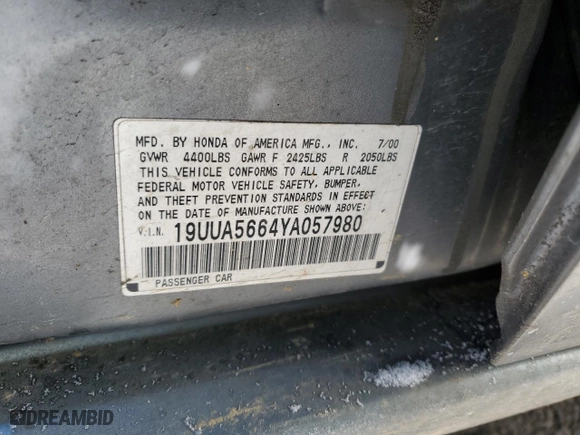 MFD. BY HONDA OF AMERICA MFG., INC. 7/00
GVWR 4400LBS GAWR F 2425LBS R 2050LBS
THIS VEHICLE CONFORMS TO ALL APPLICABLE
FEDERAL MOTOR VEHICLE SAFETY, BUMPER,
AND THEFT PREVENTION STANDARDS IN EFFECT
ON THE DATE OF MANUFACTURE SHOWN ABOVE.
V.I.N. 19UUA5664YA057980
PASSENGER CAR
DREAMBID